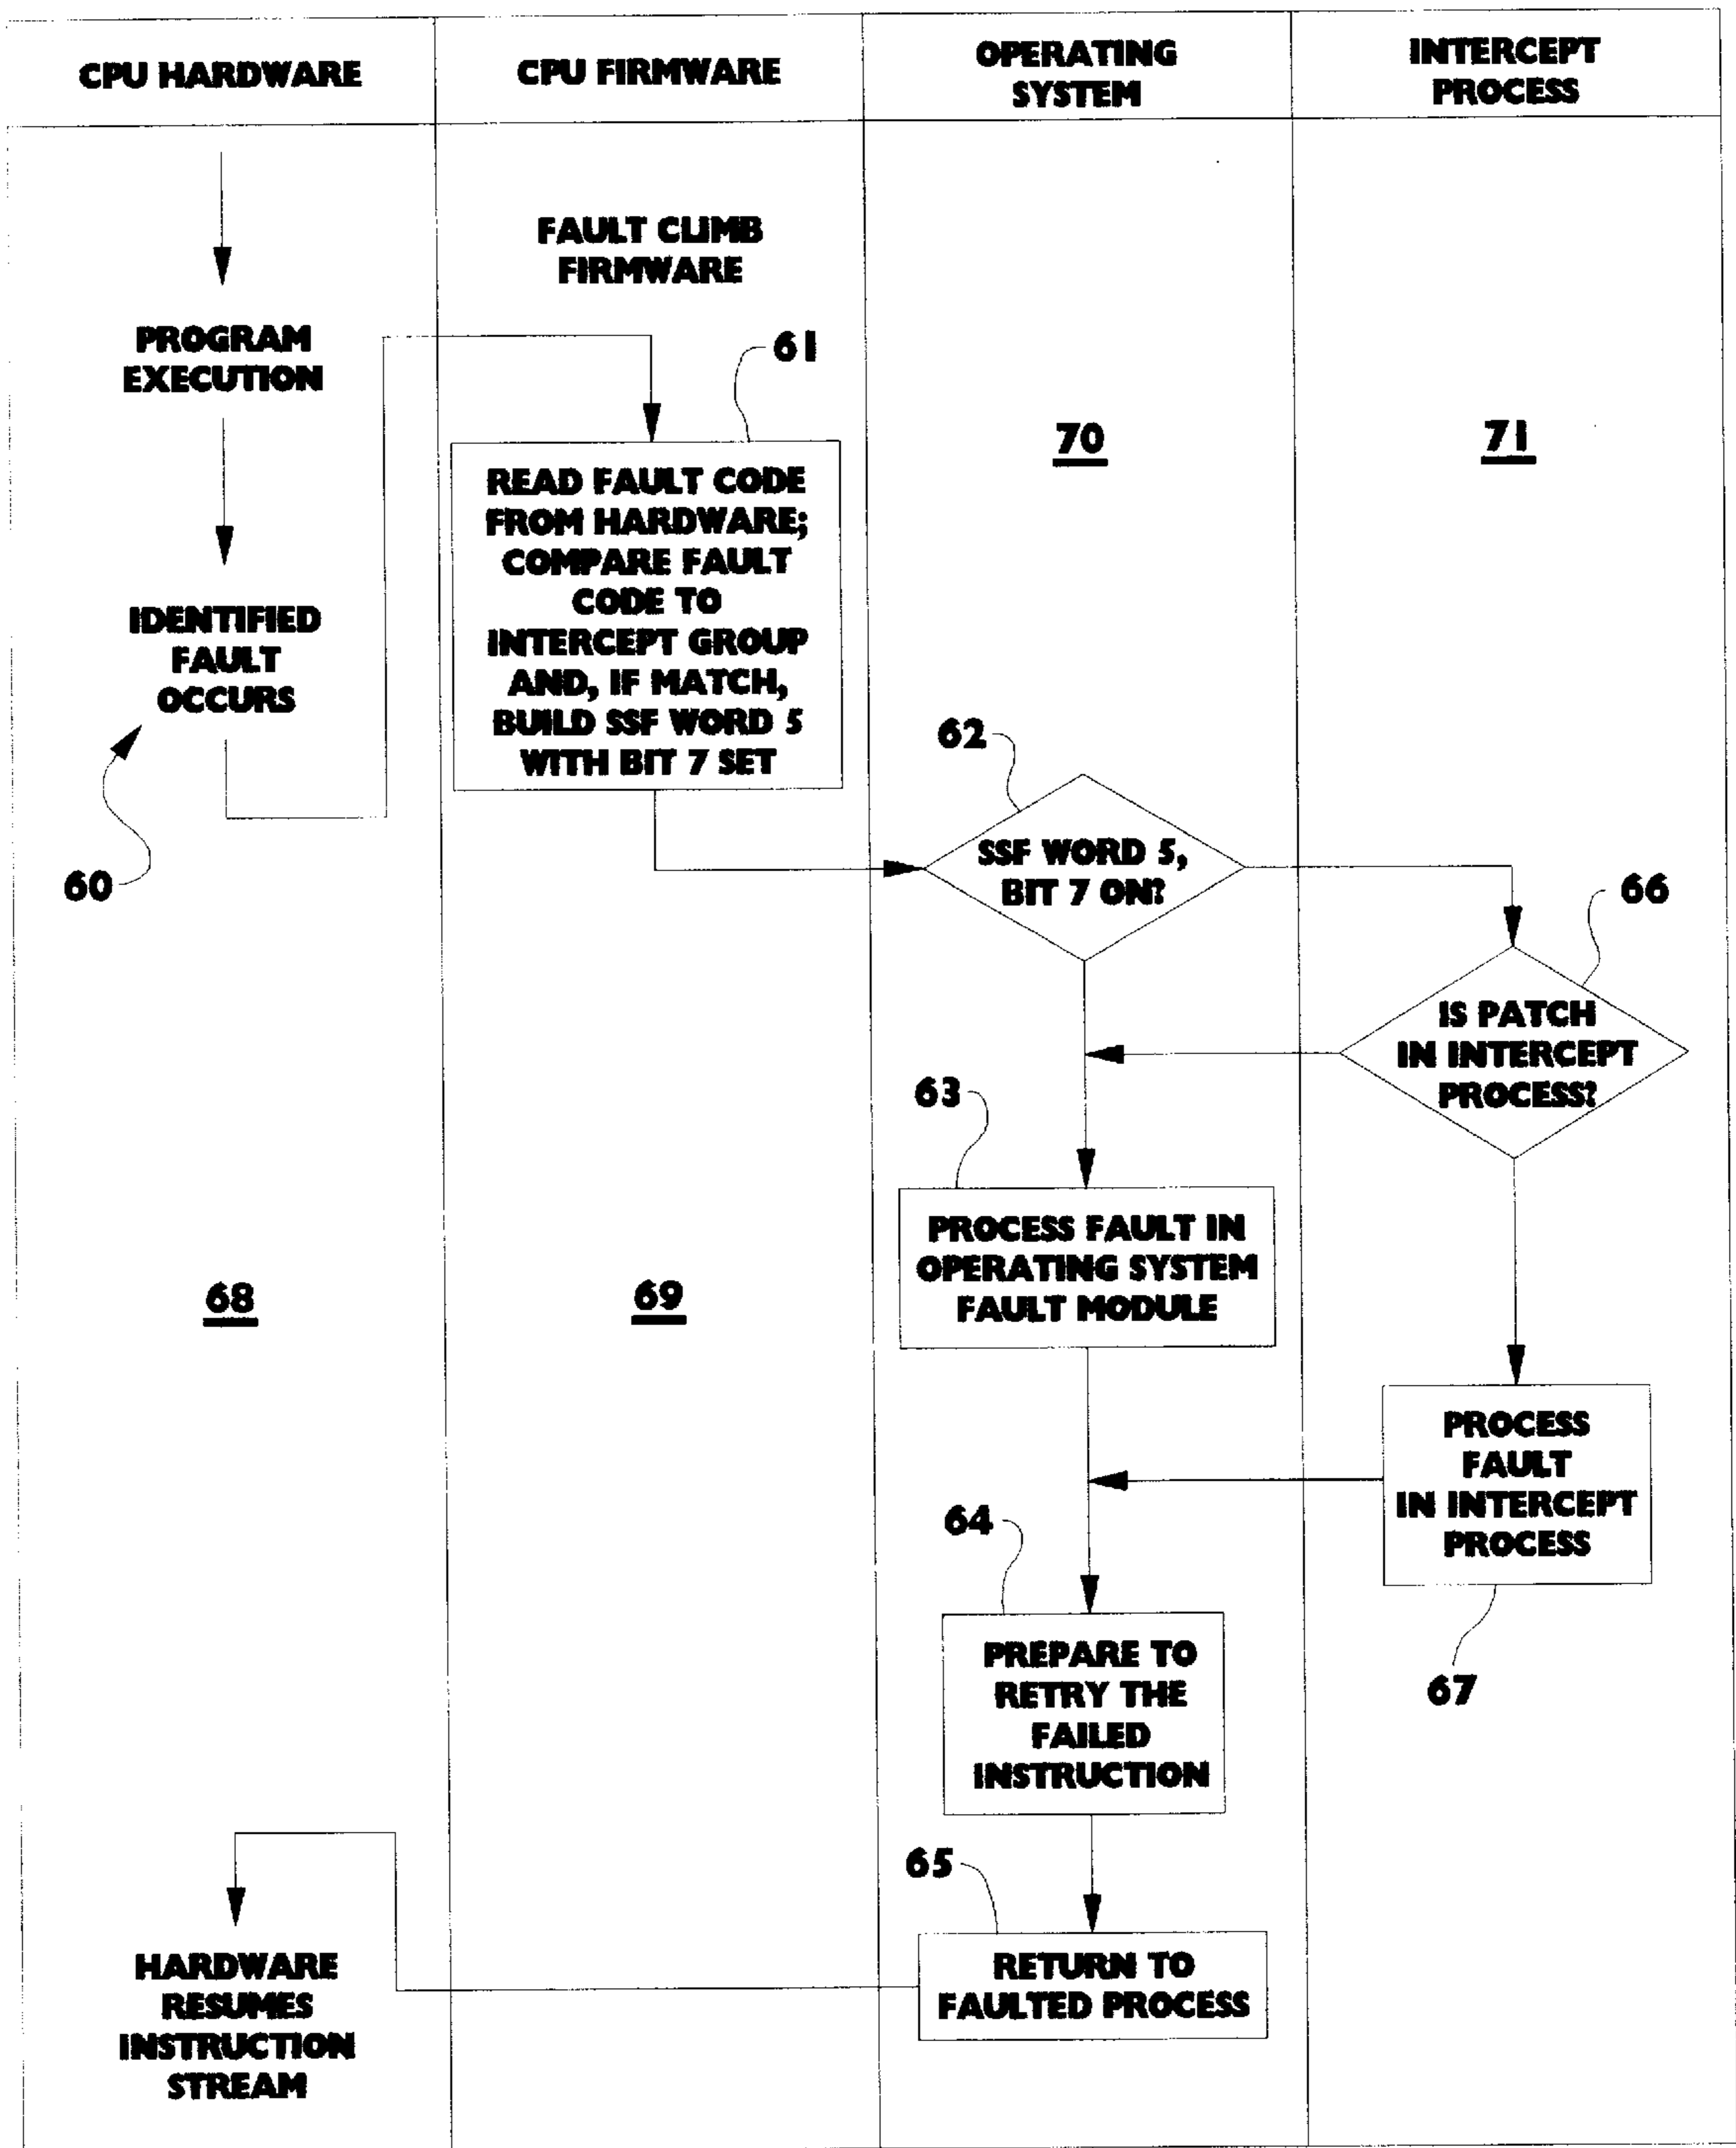 CPU HARDWARE
CPU FIRMWARE
OPERATING
SYSTEM
INTERCEPT
PROCESS
FAULT CLIMB
FIRMWARE
PROGRAM
EXECUTION
61
70
71
READ FAULT CODE
FROM HARDWARE;
COMPARE FAULT
CODE TO
INTERCEPT GROUP
AND, IF MATCH,
BUILD SSF WORD 5
WITH BIT 7 SET
IDENTIFIED
FAULT
OCCURS
60
62
SSF WORD 5,
BIT 7 ON?
66
IS PATCH
IN INTERCEPT
PROCESS?
63
PROCESS FAULT IN
OPERATING SYSTEM
FAULT MODULE
68
69
PROCESS
FAULT
IN INTERCEPT
PROCESS
64
67
PREPARE TO
RETRY THE
FAILED
INSTRUCTION
65
RETURN TO
FAULTED PROCESS
HARDWARE
RESUMES
INSTRUCTION
STREAM